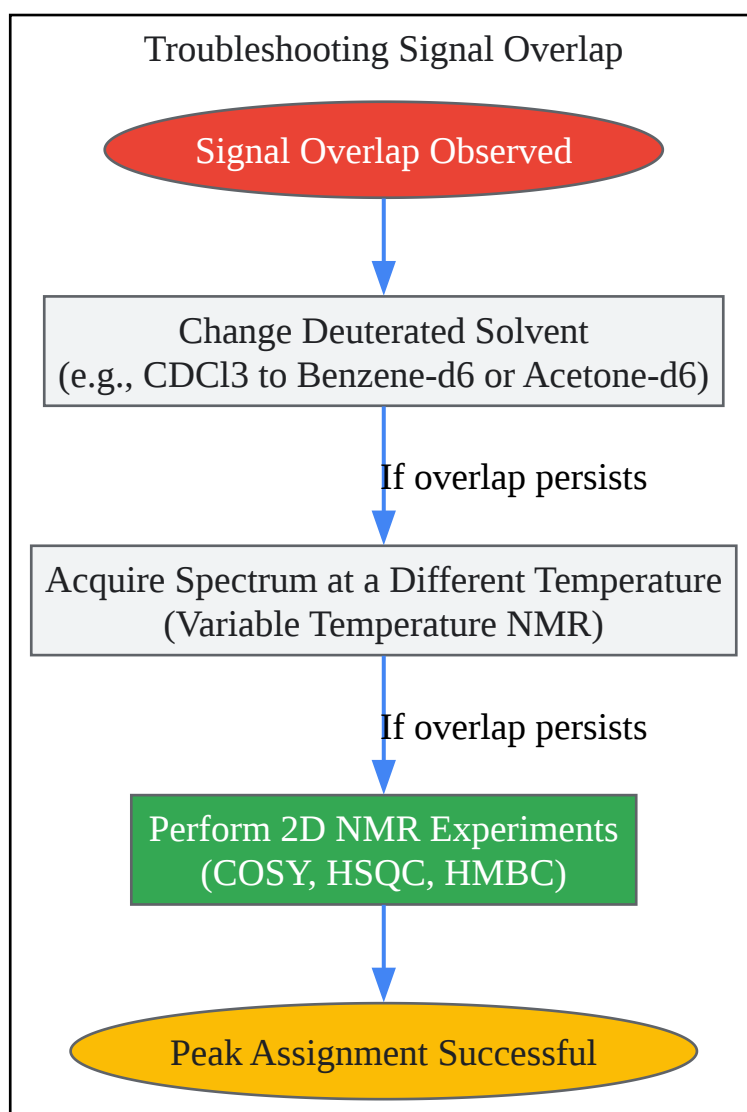 Troubleshooting Signal Overlap
Signal Overlap Observed
Change Deuterated Solvent
(e.g., CDCl3 to Benzene-d6 or Acetone-d6)
If overlap persists
Acquire Spectrum at a Different Temperature
(Variable Temperature NMR)
If overlap persists
Perform 2D NMR Experiments
(COSY, HSQC, HMBC)
Peak Assignment Successful